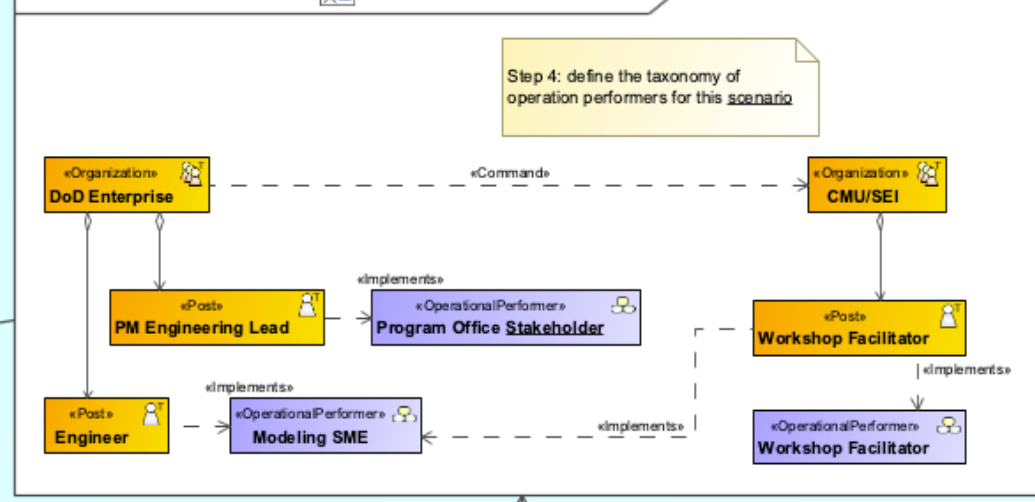 Step 4: define the taxonomy of
operation performers for this scenario
«Organization»
DoD Enterprise
«Command»
«Organization»
CMU/SEI
«Implements»
«Post»
PM Engineering Lead
«OperationalPerformer»
Program Office Stakeholder
«Post»
Workshop Facilitator
«Implements»
«Implements»
«Post»
Engineer
«OperationalPerformer»
Modeling SME
«Implements»
«OperationalPerformer»
Workshop Facilitator